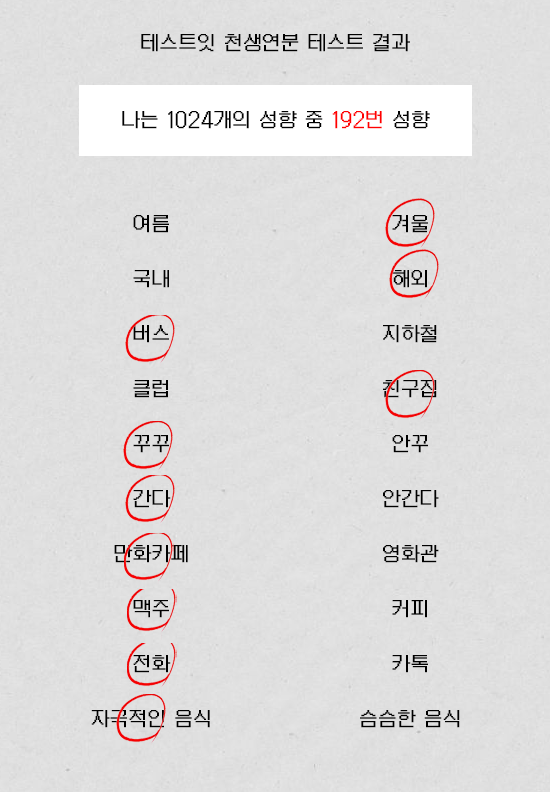 테스트잇 천생연분 테스트 결과
나는 1024개의 성향 중 192번 성향
여름 겨울
국내 해외
버스 지하철
클럽 친구집
꾸꾸 안꾸
간다 안간다
만화카페 영화관
맥주 커피
전화 카톡
자극적인 음식 슴슴한 음식